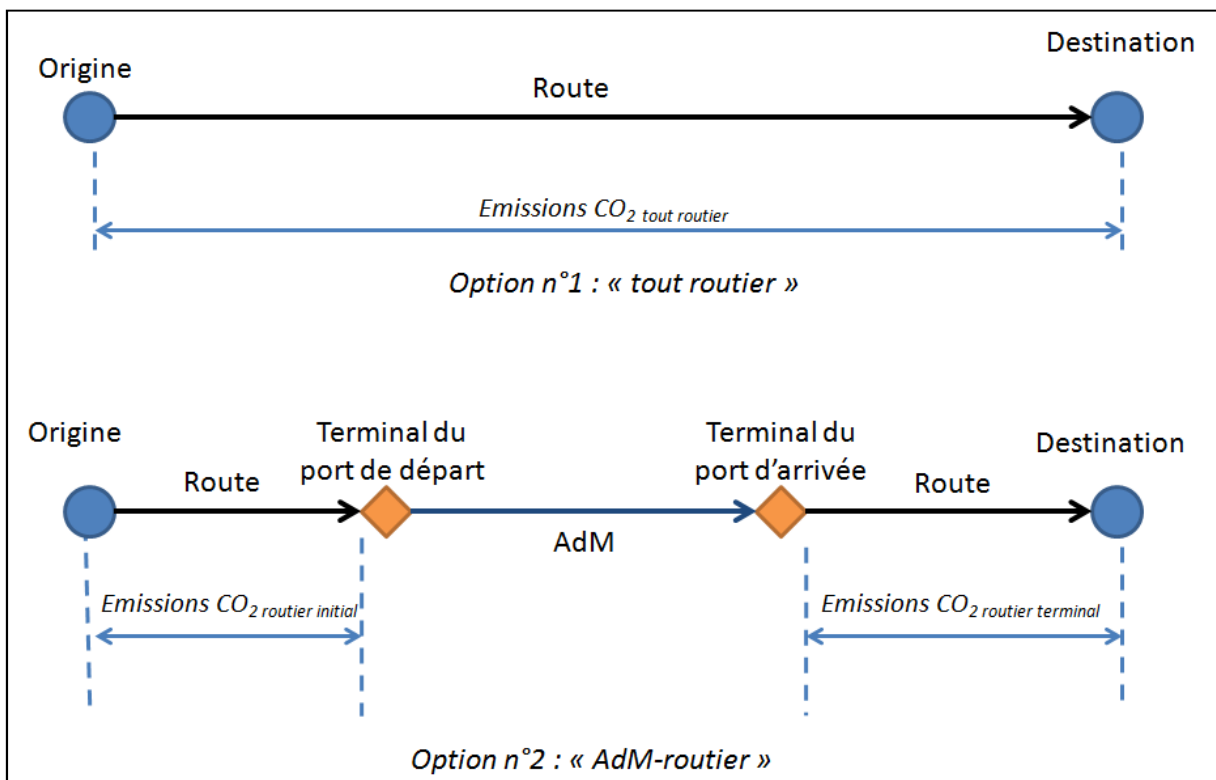 Destination
Origine
Route
Emissions CO2 tout routier
Option n°1 : « tout routier »
Origine
Terminal du
port de départ
Terminal du
port d’arrivée
Destination
Route
Route
AdM
Emissions CO2 routier initial
Emissions CO2 routier terminal
Option n°2 : « AdM-routier »